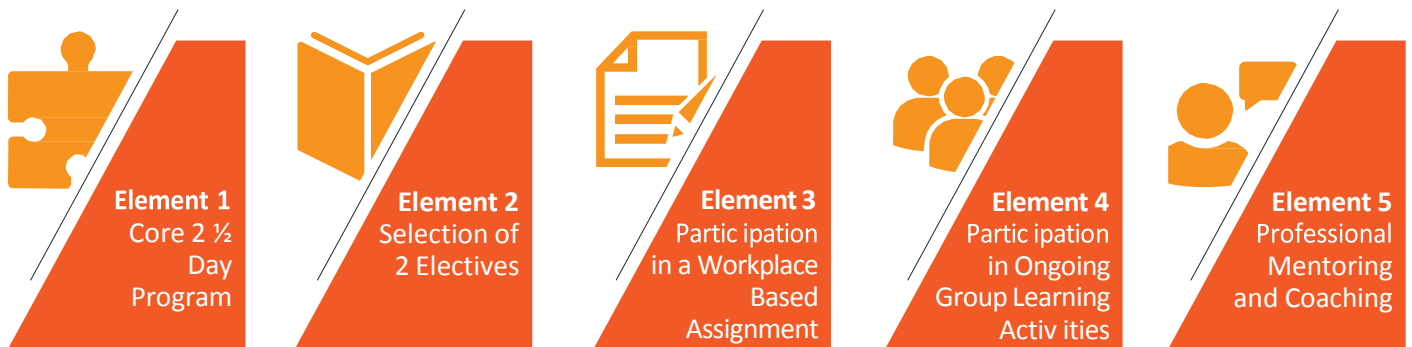 Element 1
Core 2 ½
Day
Program
Element 2
Selection of
2 Electives
Element 3
Partic ipation
in a Workplace
Based
Assignment
Element 4
Partic ipation
in Ongoing
Group Learning
Activ ities
Element 5
Professional
Mentoring
and Coaching